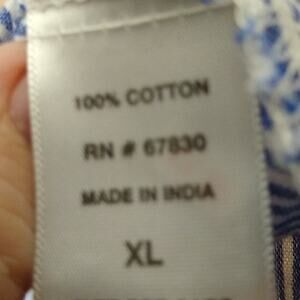 100% COTTON
RN # 67830
MADE IN INDIA
XL